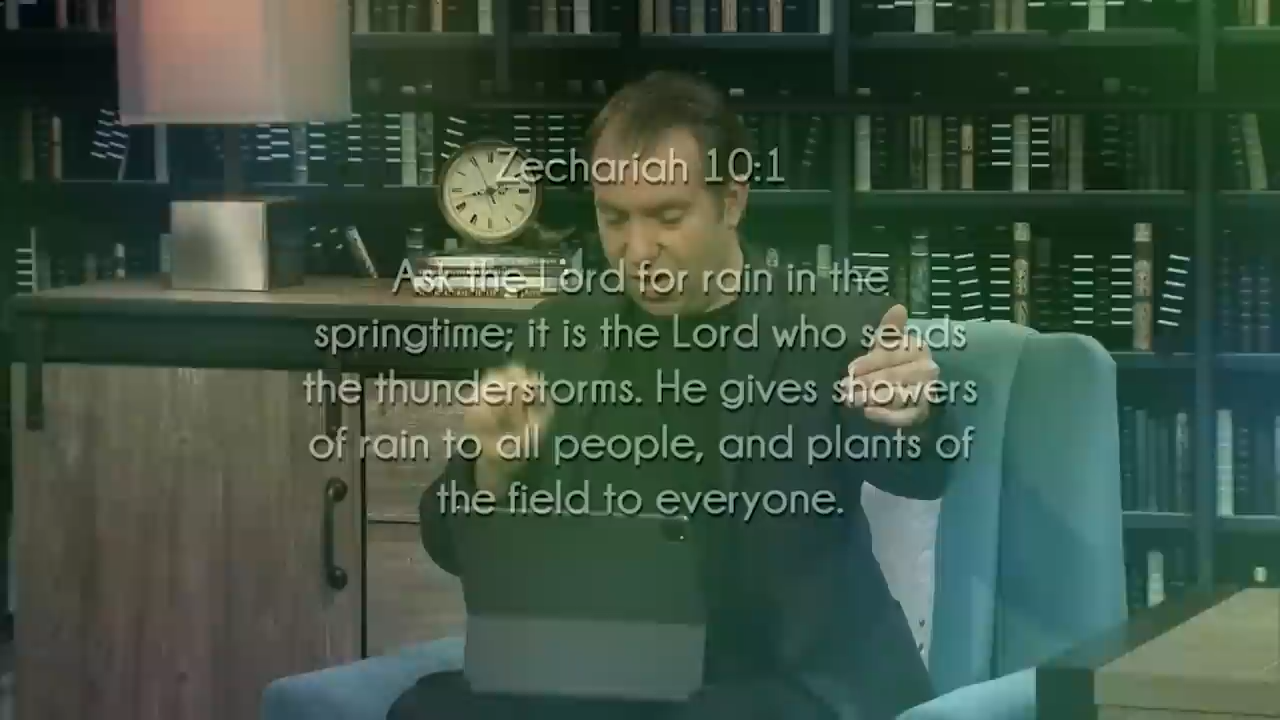 Zechariah 10:1
Ask the Lord for rain in the
springtime; it is the Lord who sends
the thunderstorms. He gives showers
of rain to all people, and plants of
the field to everyone.